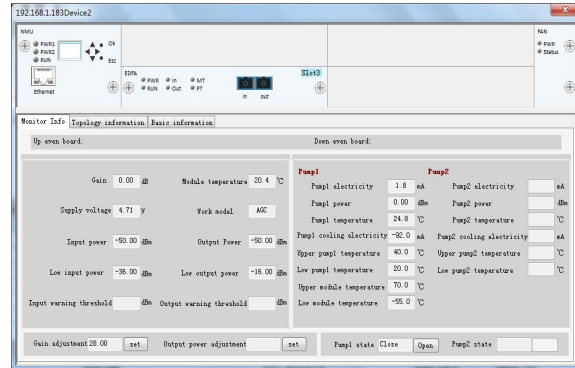 192.168.1.183Device2
NMU
FAN
PWR1
PWR2
RUN
Ok
Esc
PWR
Status
Ethernet
EDFA
PWR In MT
RUN Out PT
in out
Slot3
Monitor Info Topology information Basic information
Up even board:
Down even board:
Gain 0.00 dB Module temperature 20.4 ℃
Supply voltage 4.71 V Work model AGC
Input power -50.00 dBm Output Power -50.00 dBm
Low input power -36.00 dBm Low output power -16.00 dBm
Input warning threshold dBm Output warning threshold dBm
Pump1 Pump2
Pump1 electricity 1.8 mA Pump2 electricity mA
Pump1 power 0.00 dBm Pump2 power dBm
Pump1 temperature 24.8 ℃ Pump2 temperature ℃
Pump1 cooling electricity -92.0 mA Pump2 cooling electricity mA
Upper pump1 temperature 40.0 ℃ Upper pump2 temperature ℃
Low pump1 temperature 20.0 ℃ Low pump2 temperature ℃
Upper module temperature 70.0 ℃
Low module temperature -55.0 ℃
Gain adjustment 28.00 set Output power adjustment set Pump1 state Close Open Pump2 state